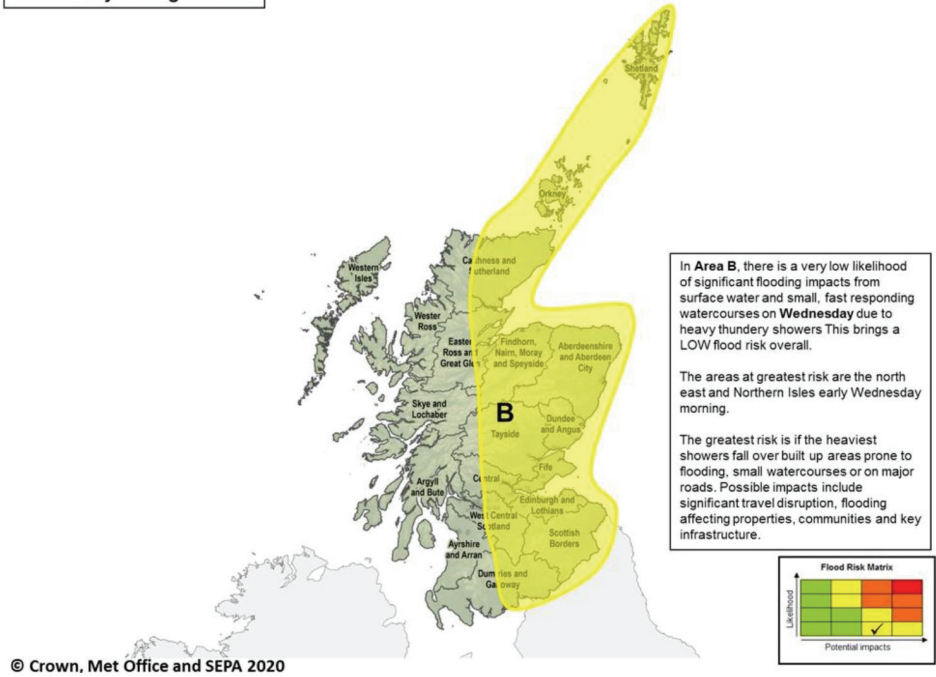 Shetland
Orkney
Western
Isles
Caithness and
Sutherland
Wester
Ross
Easter
Ross and
Great Glen
Findhorn,
Nairn, Moray
and Speyside
Aberdeenshire
and Aberdeen
City
Skye and
Lochaber
B
Tayside
Dundee
and Angus
Fife
Central
Argyll
and Bute
Edinburgh and
Lothians
West Central
Scotland
Scottish
Borders
Ayrshire
and Arran
Dumfries and
Galloway
In Area B, there is a very low likelihood
of significant flooding impacts from
surface water and small, fast responding
watercourses on Wednesday due to
heavy thundery showers This brings a
LOW flood risk overall.
The areas at greatest risk are the north
east and Northern Isles early Wednesday
morning.
The greatest risk is if the heaviest
showers fall over built up areas prone to
flooding, small watercourses or on major
roads. Possible impacts include
significant travel disruption, flooding
affecting properties, communities and key
infrastructure.
Flood Risk Matrix
Likelihood
Potential impacts
© Crown, Met Office and SEPA 2020